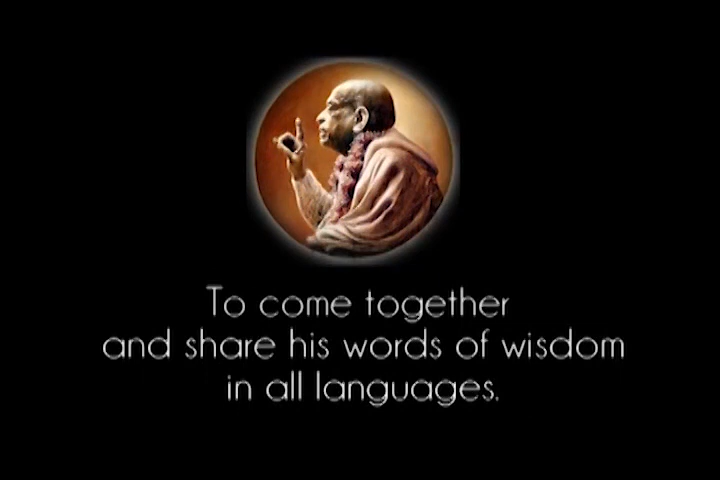 To come together
and share his words of wisdom
in all languages.